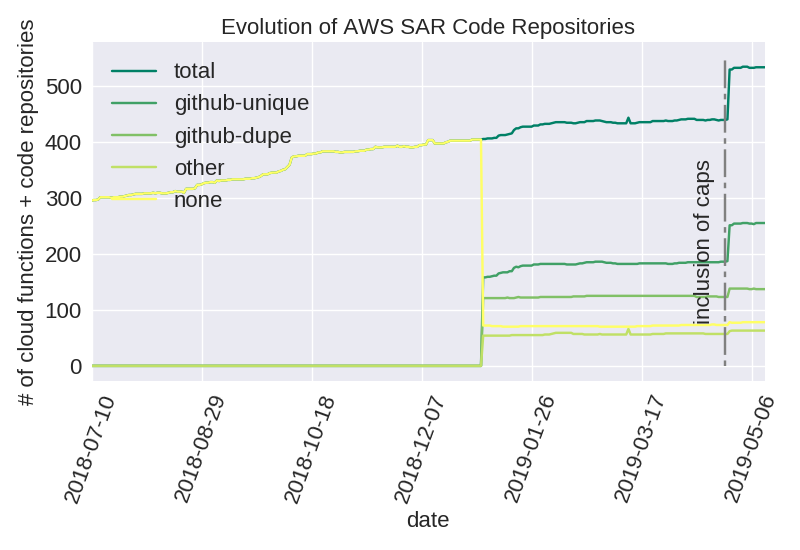 Evolution of AWS SAR Code Repositories
# of cloud functions + code repositories
500
400
300
200
100
0
total
github-unique
github-dupe
other
none
inclusion of caps
2018-07-10
2018-08-29
2018-10-18
2018-12-07
2019-01-26
2019-03-17
2019-05-06
date